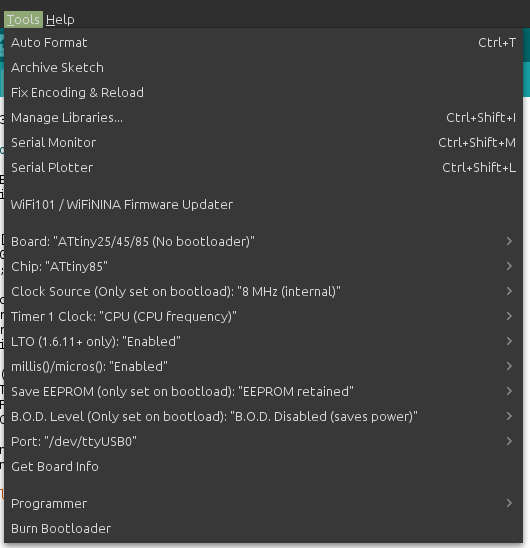 Tools Help
Auto Format Ctrl+T
Archive Sketch
Fix Encoding & Reload
Manage Libraries... Ctrl+Shift+I
Serial Monitor Ctrl+Shift+M
Serial Plotter Ctrl+Shift+L
WiFi101 / WiFiNINA Firmware Updater
Board: "ATtiny25/45/85 (No bootloader)"
Chip: "ATtiny85"
Clock Source (Only set on bootload): "8 MHz (internal)"
Timer 1 Clock: "CPU (CPU frequency)"
LTO (1.6.11+ only): "Enabled"
millis()/micros(): "Enabled"
Save EEPROM (only set on bootload): "EEPROM retained"
B.O.D. Level (Only set on bootload): "B.O.D. Disabled (saves power)"
Port: "/dev/ttyUSB0"
Get Board Info
Programmer
Burn Bootloader